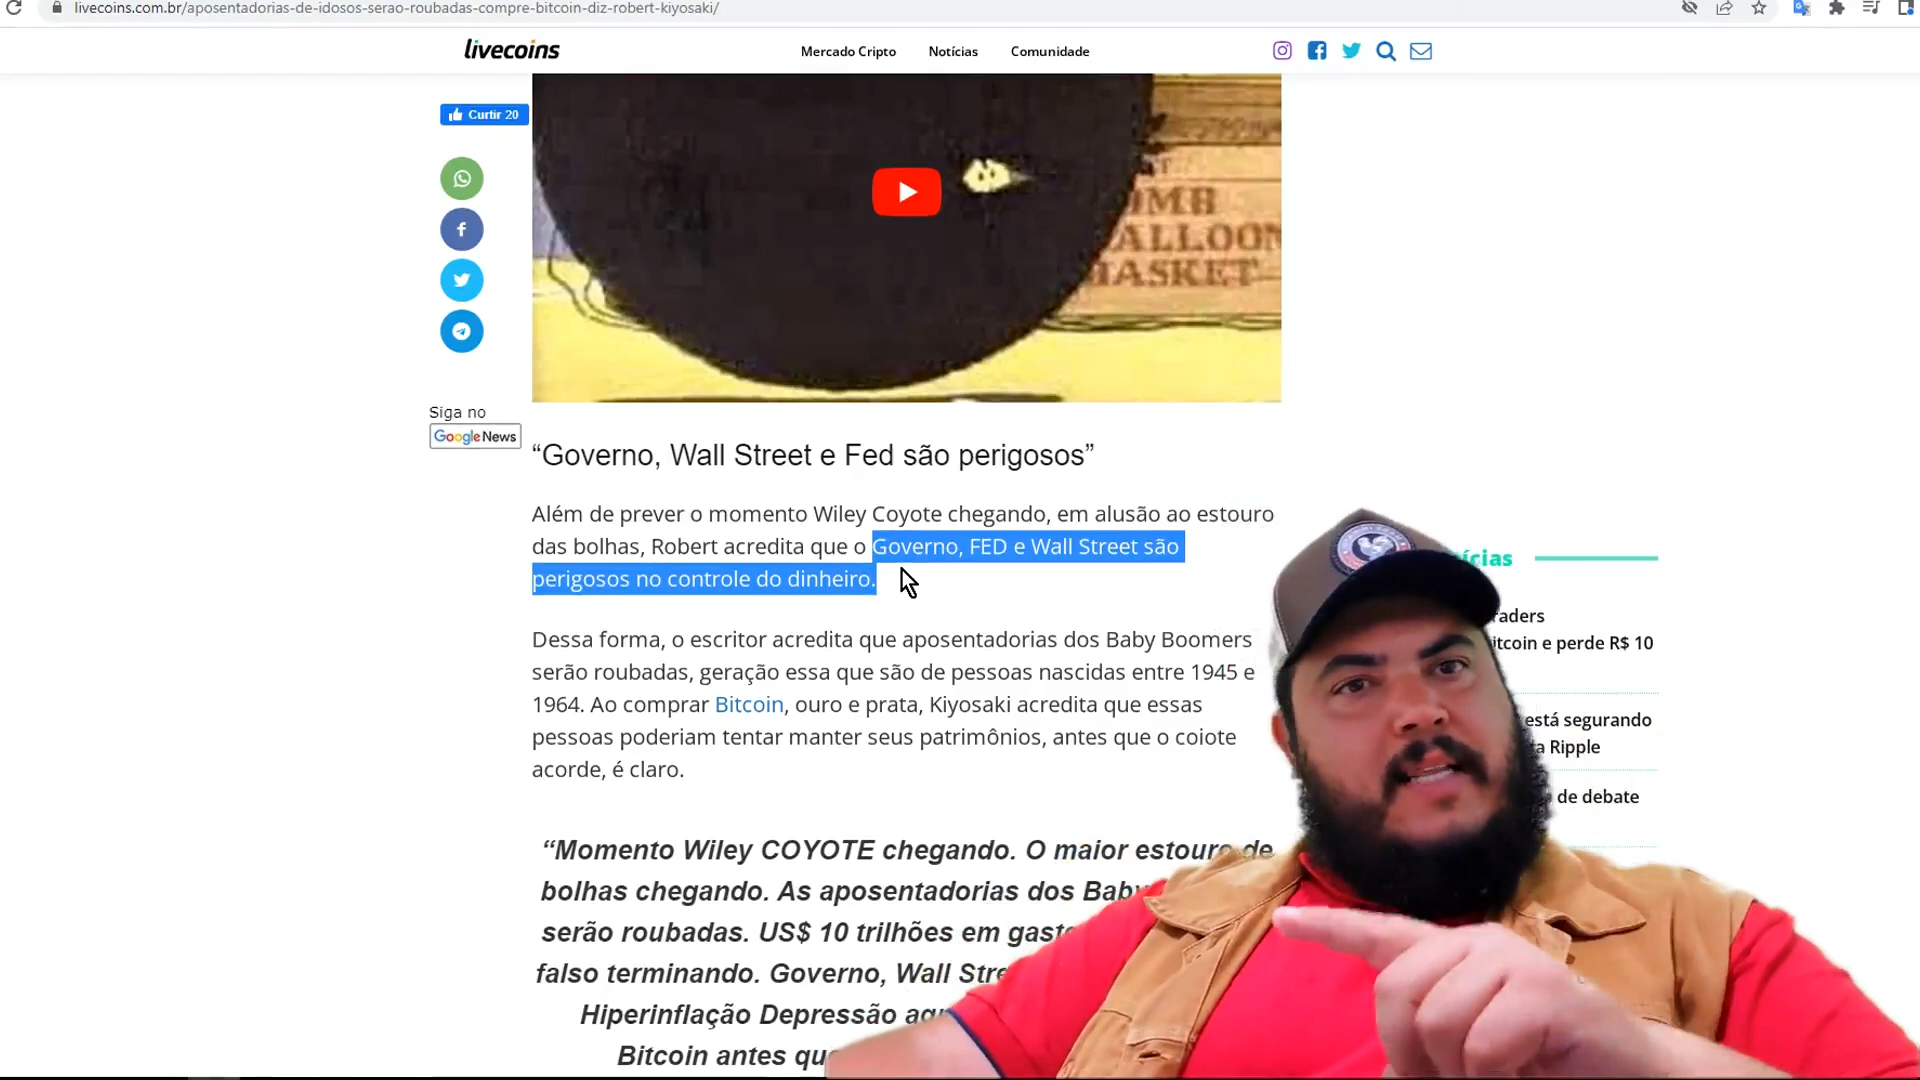 livecoins.com.br/aposentadorias-de-idosos-serao-roubadas-compre-bitcoin-diz-robert-kiyosaki/
livecoins
Mercado Cripto
Notícias
Comunidade
Curtir 20
ALLOON
BASKET
Siga no
Google News
“Governo, Wall Street e Fed são perigosos”
Além de prever o momento Wiley Coyote chegando, em alusão ao estouro
das bolhas, Robert acredita que o Governo, FED e Wall Street são
perigosos no controle do dinheiro.
Dessa forma, o escritor acredita que aposentadorias dos Baby Boomers
serão roubadas, geração essa que são de pessoas nascidas entre 1945 e
1964. Ao comprar Bitcoin, ouro e prata, Kiyosaki acredita que essas
pessoas poderiam tentar manter seus patrimônios, antes que o coiote
acorde, é claro.
“Momento Wiley COYOTE chegando. O maior estouro de
bolhas chegando. As aposentadorias dos Baby
serão roubadas. US$ 10 trilhões em
falso terminando. Governo, Wall
Hiperinflação Depressão
Bitcoin antes
itcoin e perde R$ 10
está segurando
Ripple
de debate